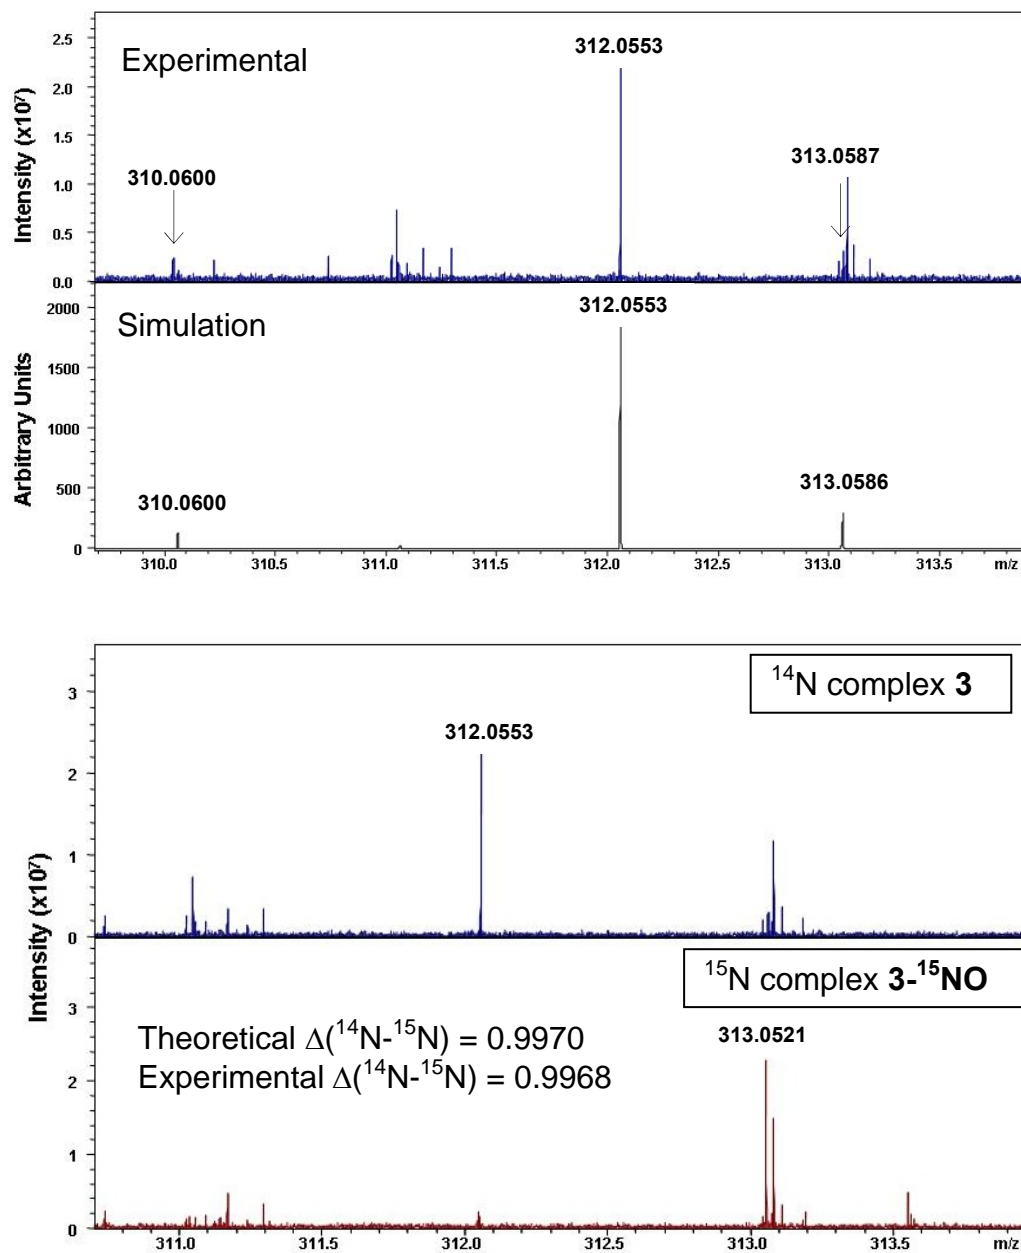 Experimental
Intensity (x10⁷)
2.5
2.0
1.5
1.0
0.5
0.0
310.0600
312.0553
313.0587
Simulation
Arbitrary Units
2000
1500
1000
500
0
310.0600
312.0553
313.0586
310.0 310.5 311.0 311.5 312.0 312.5 313.0 313.5 m/z
¹⁴N complex 3
Intensity (x10⁷)
3
2
1
0
312.0553
¹⁵N complex 3-¹⁵NO
3
2
1
0
Theoretical Δ(¹⁴N-¹⁵N) = 0.9970
Experimental Δ(¹⁴N-¹⁵N) = 0.9968
313.0521
311.0 311.5 312.0 312.5 313.0 313.5 m/z